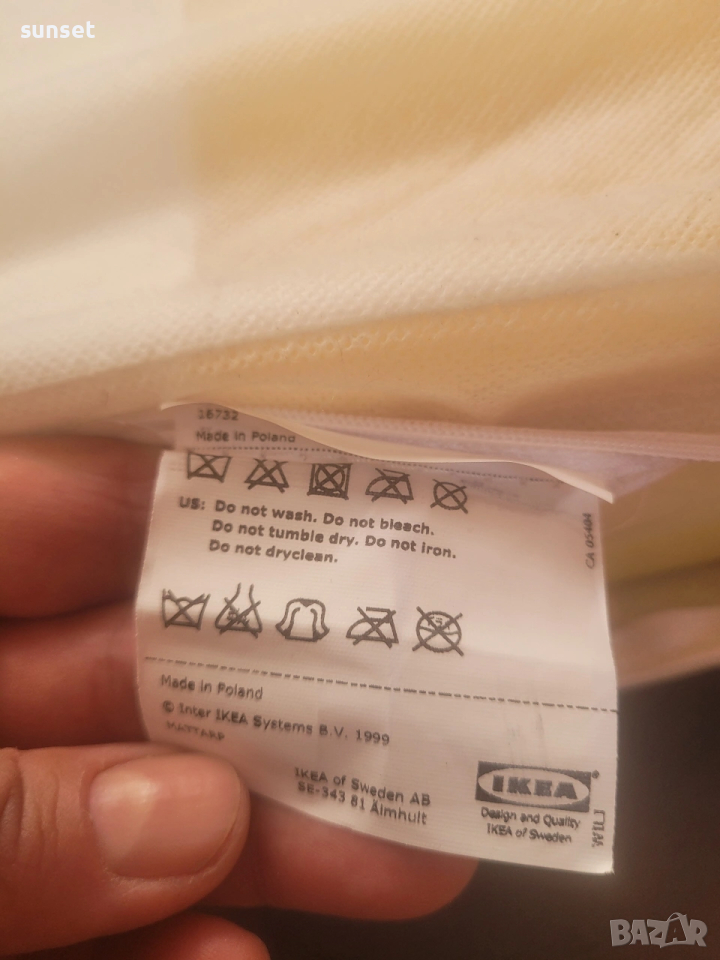 sunset
16732
Made in Poland
US: Do not wash. Do not bleach.
Do not tumble dry. Do not iron.
Do not dryclean.
CA 05404
Made in Poland
© Inter IKEA Systems B.V. 1999
IKEA of Sweden AB
SE-343 81 Älmhult
IKEA
Design and Quality
IKEA of Sweden
BAZAR